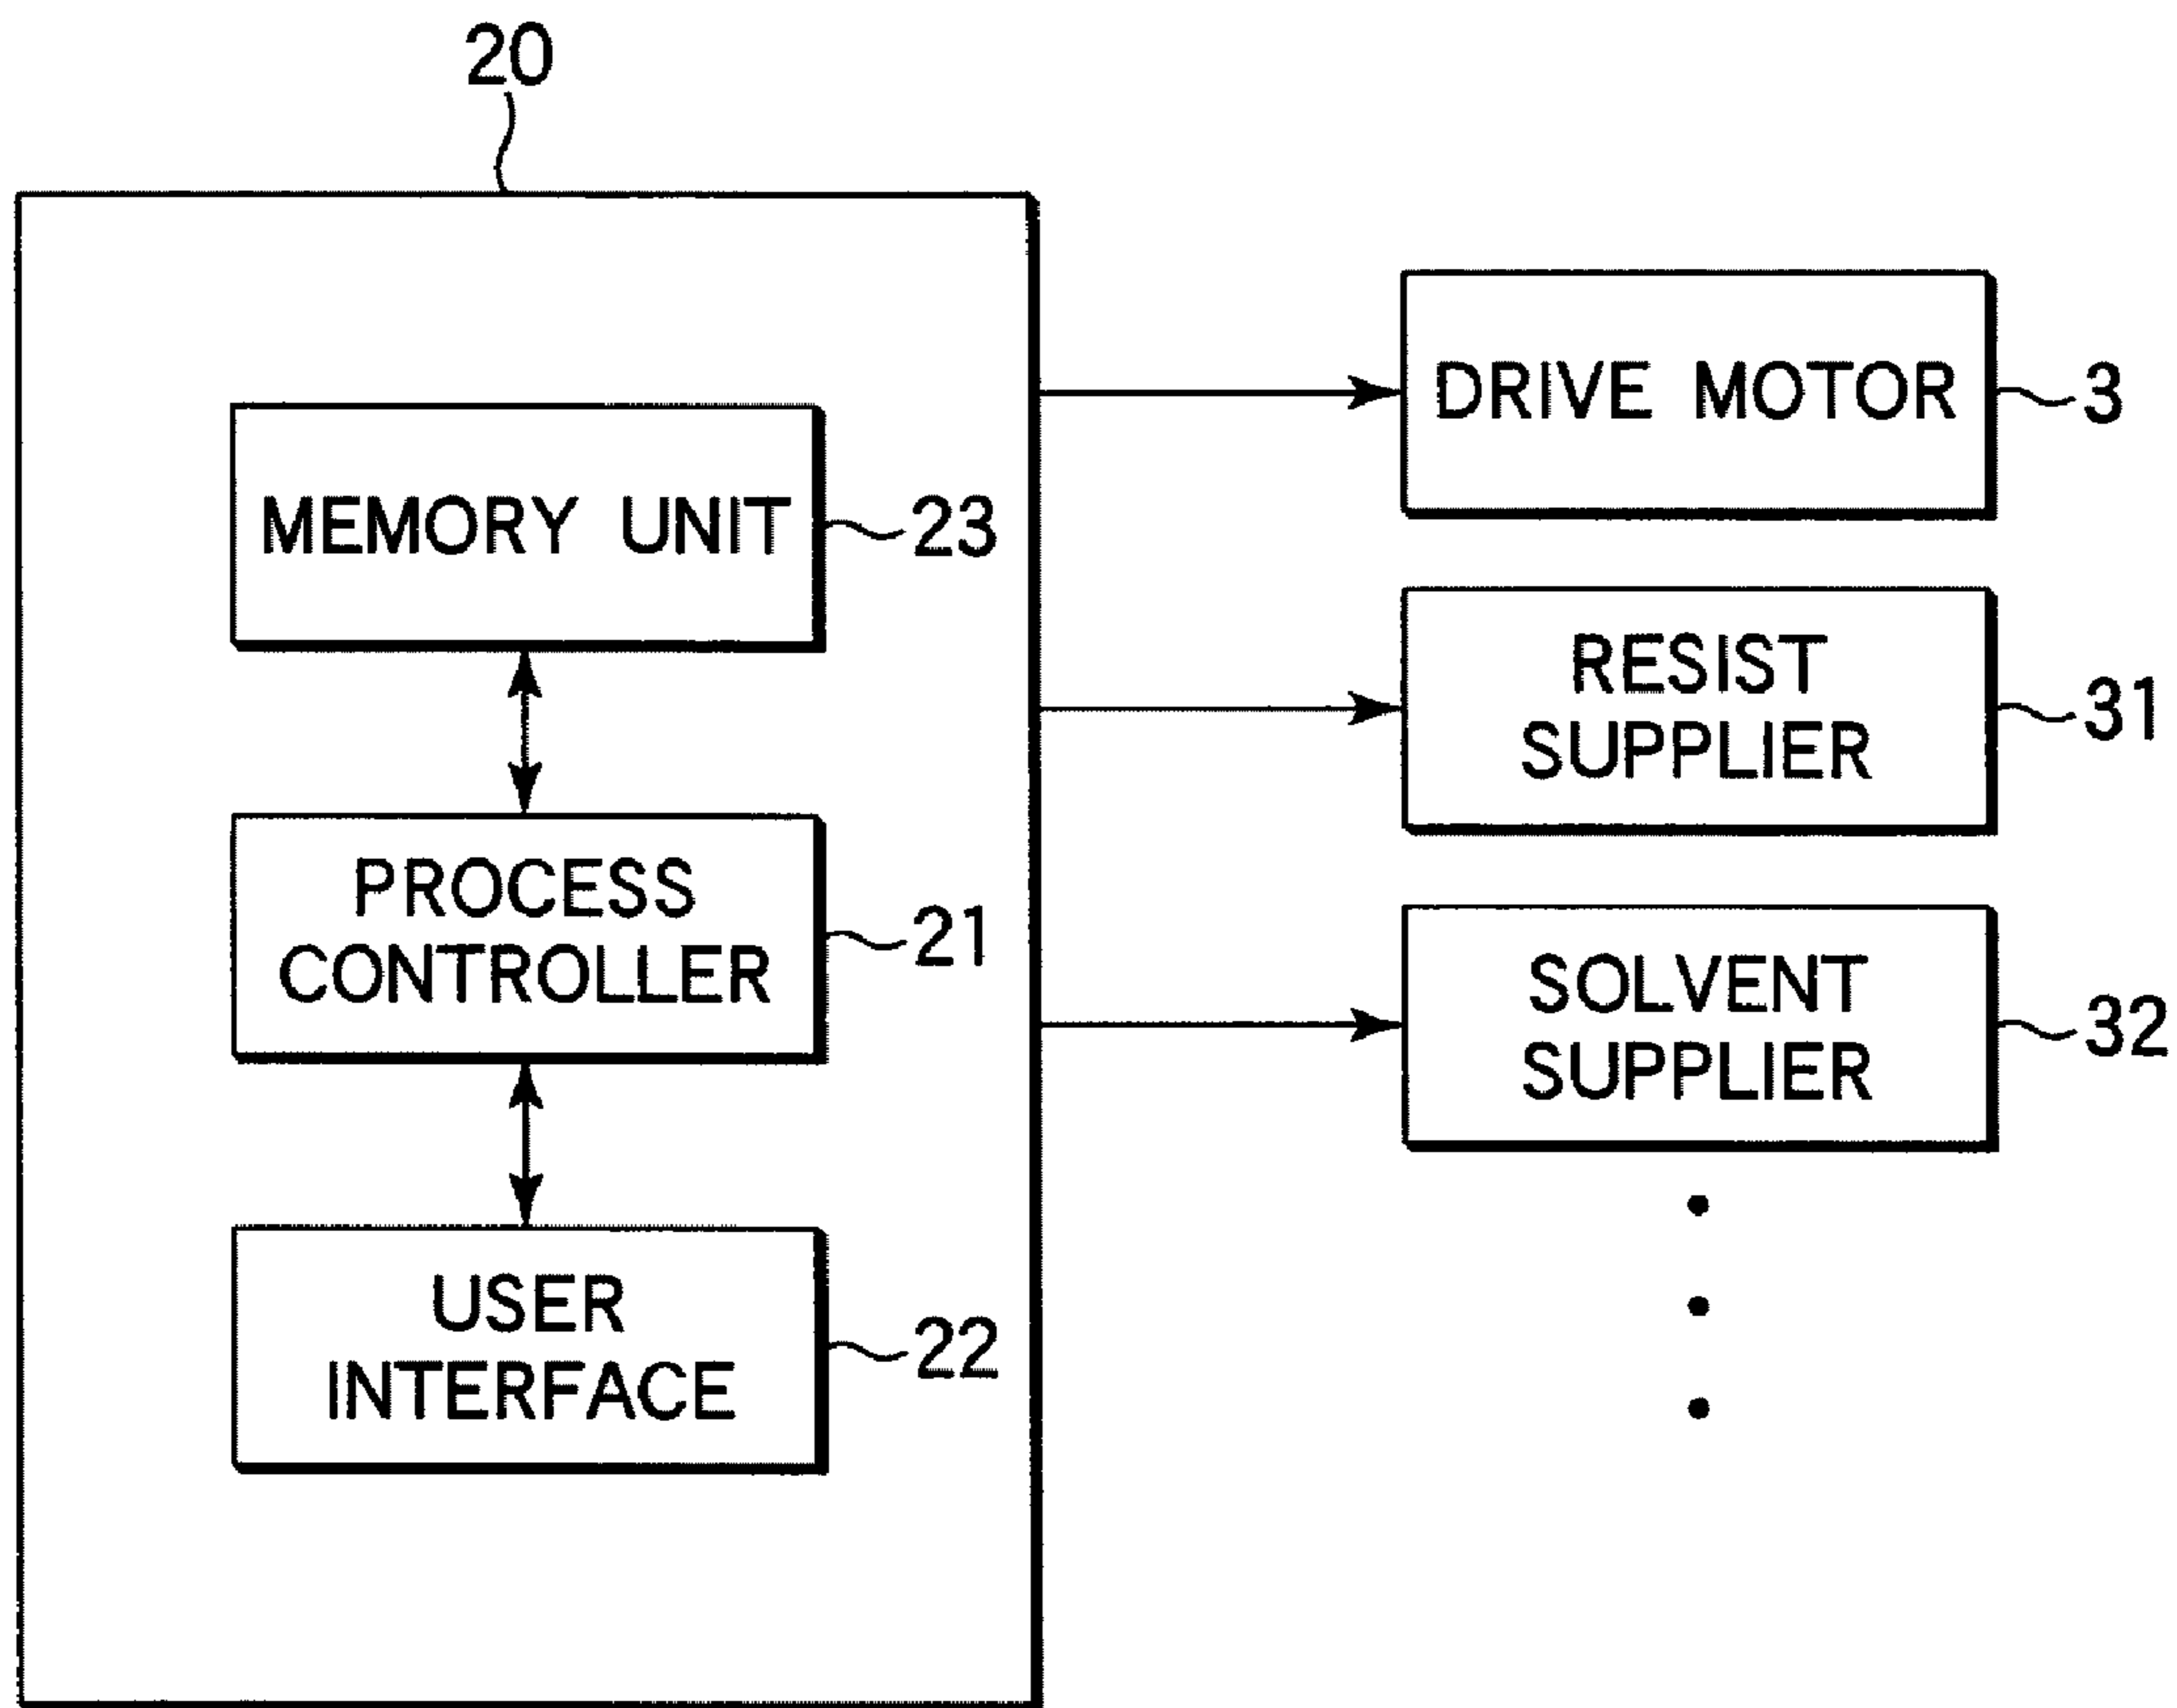 20
MEMORY UNIT
23
PROCESS
CONTROLLER
21
USER
INTERFACE
22
DRIVE MOTOR
3
RESIST
SUPPLIER
31
SOLVENT
SUPPLIER
32